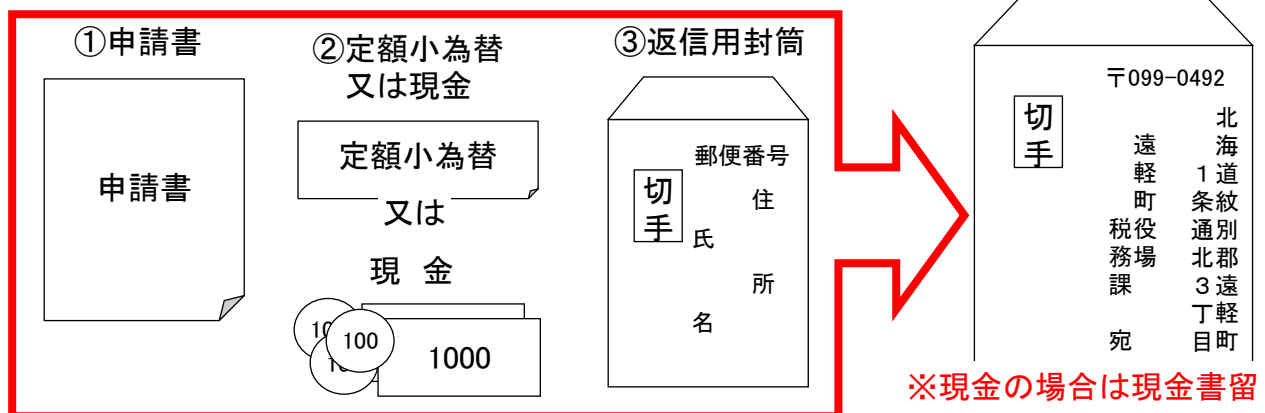 ①申請書
申請書
②定額小為替
又は現金
定額小為替
又は
現 金
100
1000
③返信用封筒
郵便番号
切手
住所
氏名
〒099-0492
切手
北海道紋別郡遠軽町
1条通北3丁目
遠軽町役場
税務課 宛
※現金の場合は現金書留